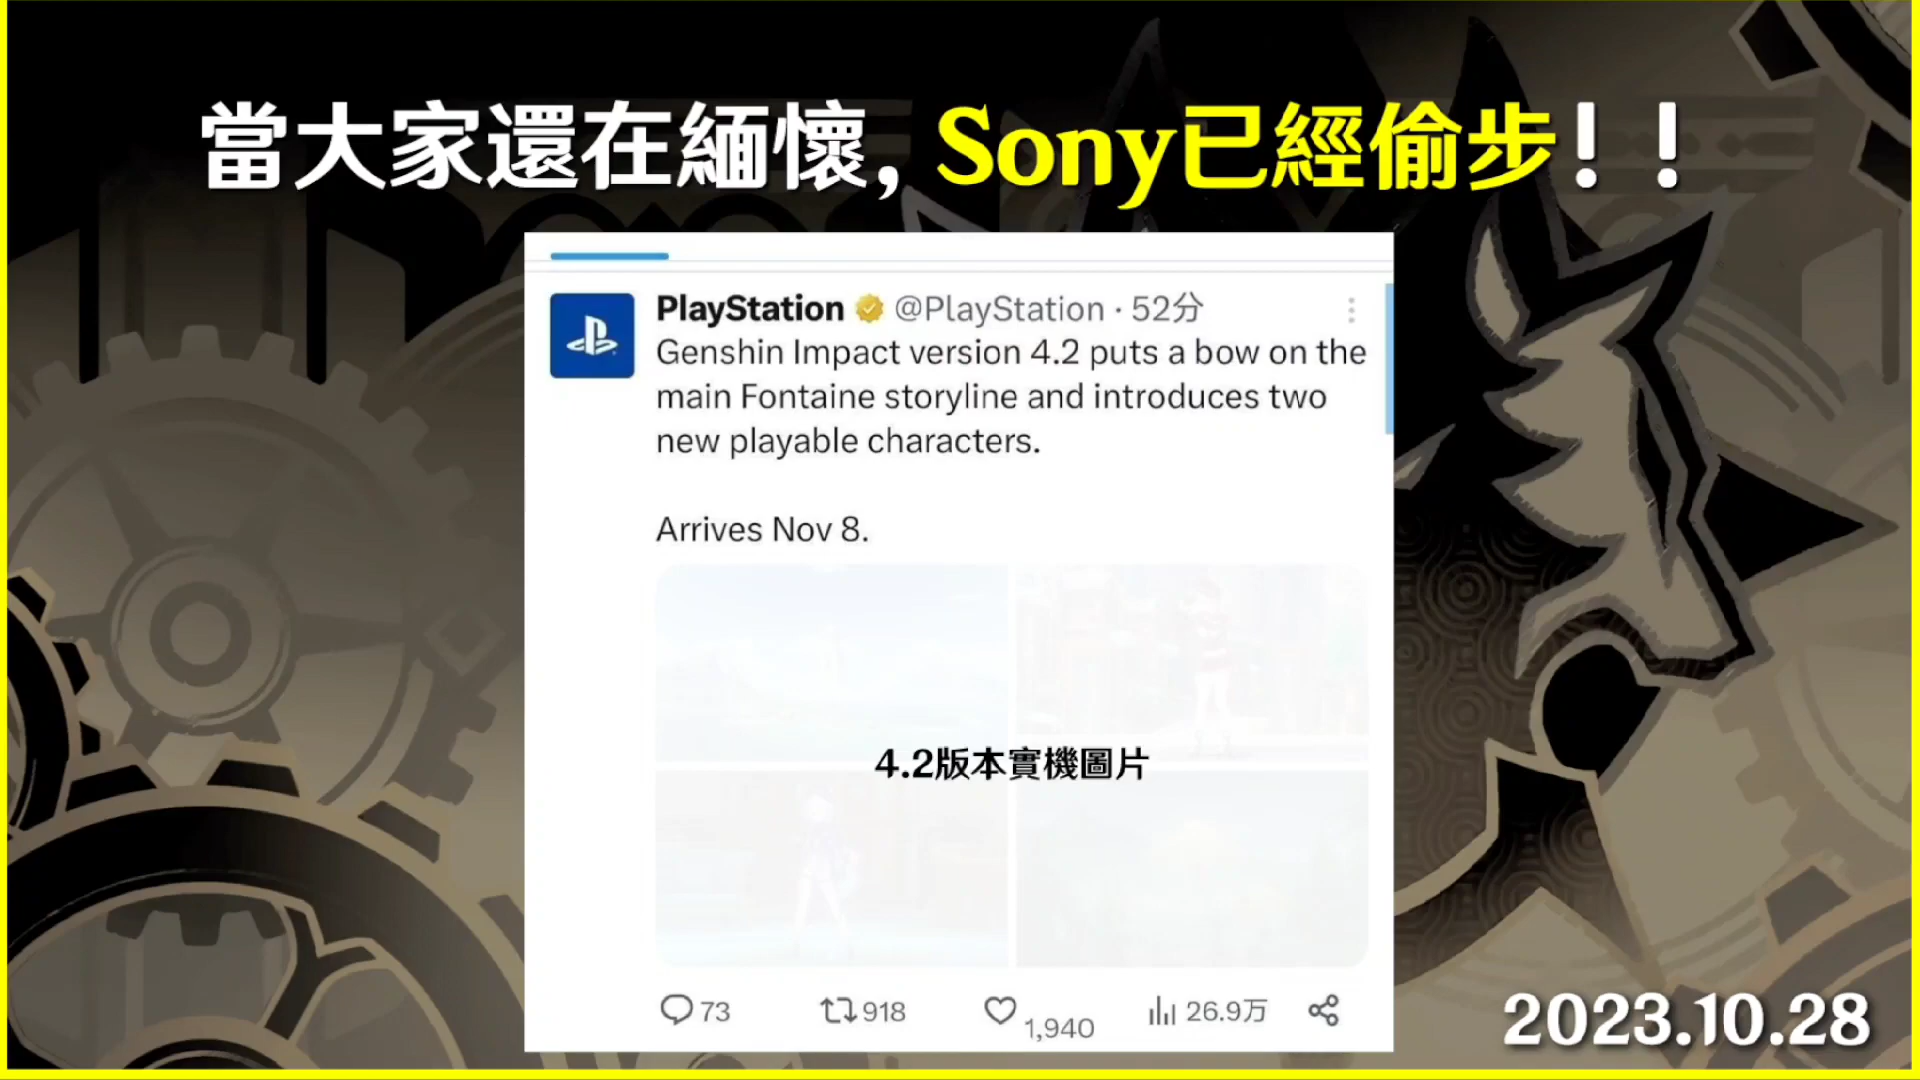 當大家還在緬懷, Sony已經偷步！！
PlayStation @PlayStation · 52分
Genshin Impact version 4.2 puts a bow on the
main Fontaine storyline and introduces two
new playable characters.
Arrives Nov 8.
4.2版本實機圖片
73 918 1,940 26.9万
2023.10.28